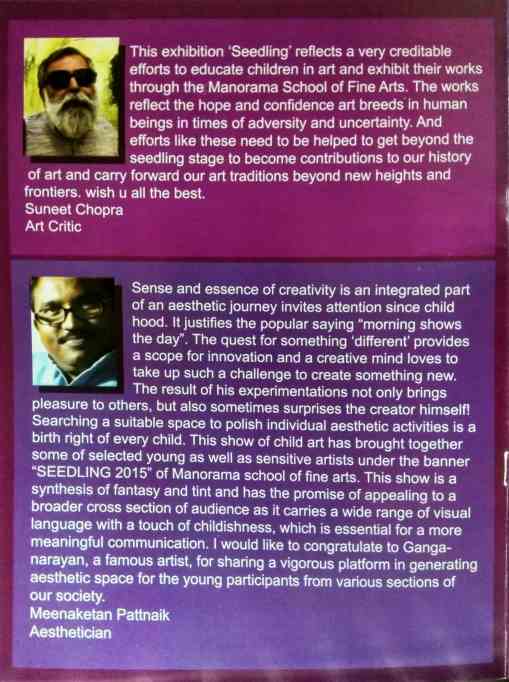 This exhibition 'Seedling' reflects a very creditable
efforts to educate children in art and exhibit their works
through the Manorama School of Fine Arts. The works
reflect the hope and confidence art breeds in human
beings in times of adversity and uncertainty. And
efforts like these need to be helped to get beyond the
seedling stage to become contributions to our history
of art and carry forward our art traditions beyond new heights and
frontiers. wish u all the best.
Suneet Chopra
Art Critic
Sense and essence of creativity is an integrated part
of an aesthetic journey invites attention since child
hood. It justifies the popular saying "morning shows
the day". The quest for something 'different' provides
a scope for innovation and a creative mind loves to
take up such a challenge to create something new.
The result of his experimentations not only brings
pleasure to others, but also sometimes surprises the creator himself!
Searching a suitable space to polish individual aesthetic activities is a
birth right of every child. This show of child art has brought together
some of selected young as well as sensitive artists under the banner
"SEEDLING 2015" of Manorama school of fine arts. This show is a
synthesis of fantasy and tint and has the promise of appealing to a
broader cross section of audience as it carries a wide range of visual
language with a touch of childishness, which is essential for a more
meaningful communication. I would like to congratulate to Ganga-
narayan, a famous artist, for sharing a vigorous platform in generating
aesthetic space for the young participants from various sections of
our society.
Meenaketan Pattnaik
Aesthetician